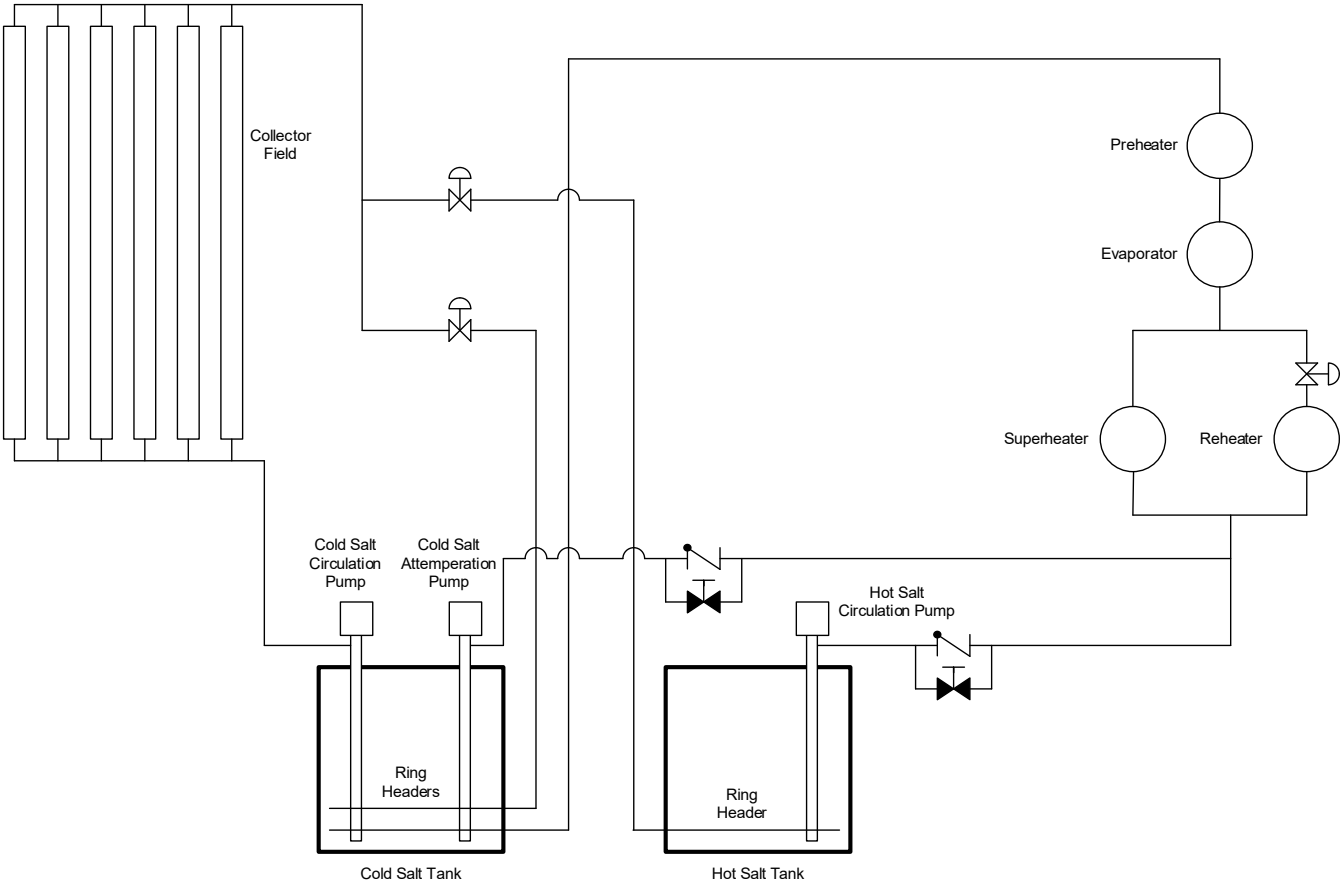 Collector
Field
Preheater
Evaporator
Superheater
Reheater
Cold Salt
Circulation
Pump
Cold Salt
Attemperation
Pump
Hot Salt
Circulation Pump
Ring
Headers
Ring
Header
Cold Salt Tank
Hot Salt Tank